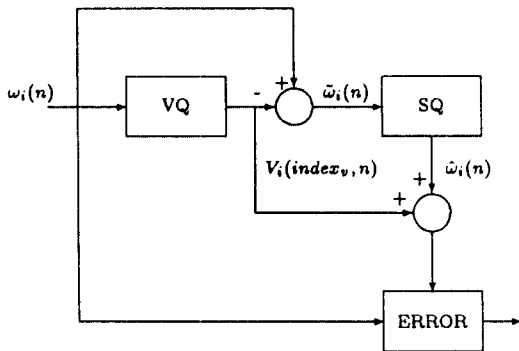 +
ω_i(n)
VQ
-
ω̃_i(n)
SQ
V_i(index_v, n)
+
ω̂_i(n)
+
ERROR